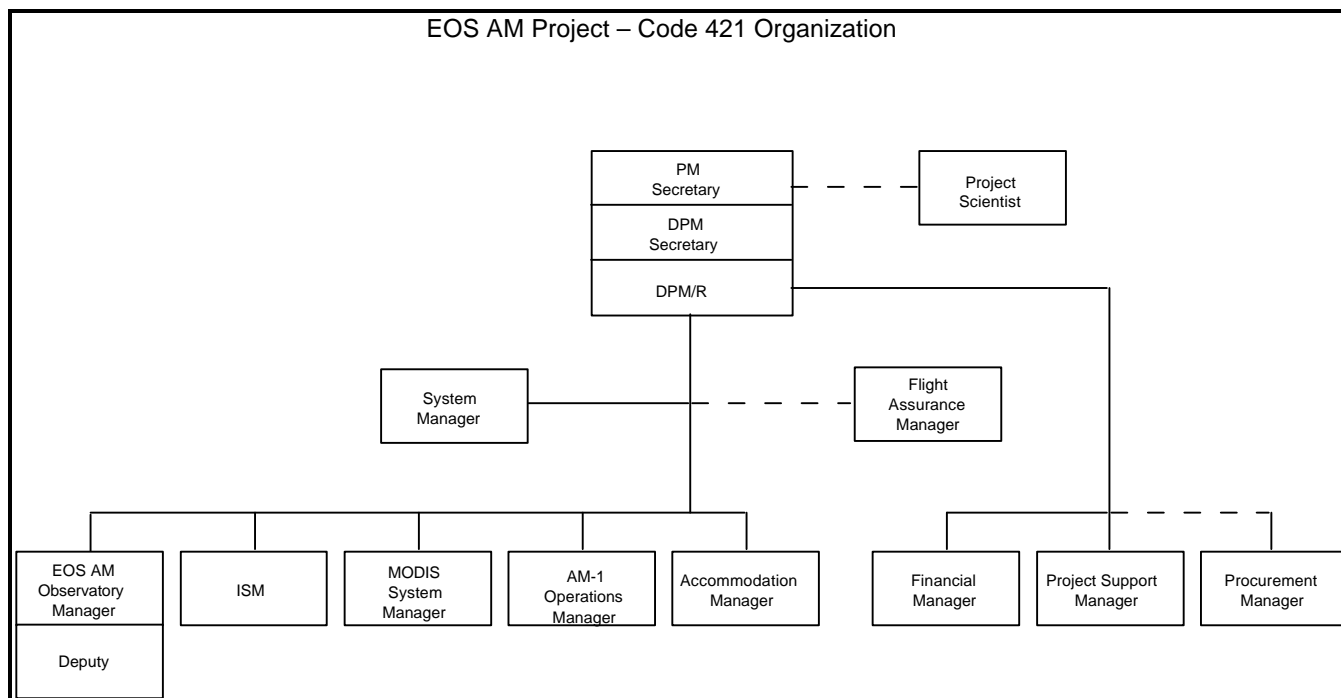 EOS AM Project – Code 421 Organization
PM
Secretary
Project
Scientist
DPM
Secretary
DPM/R
System
Manager
Flight
Assurance
Manager
EOS AM
Observatory
Manager
Deputy
ISM
MODIS
System
Manager
AM-1
Operations
Manager
Accommodation
Manager
Financial
Manager
Project Support
Manager
Procurement
Manager